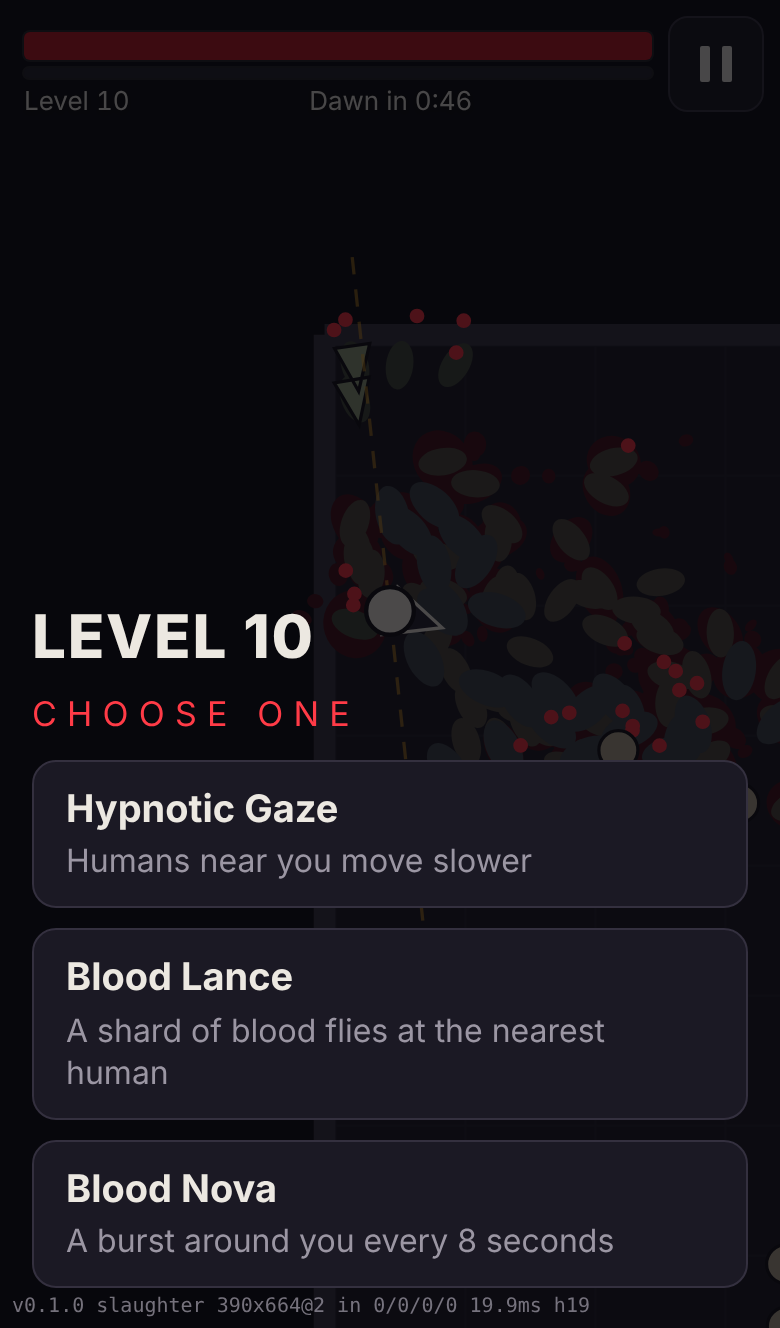 Level 10
Dawn in 0:46
LEVEL 10
CHOOSE ONE
Hypnotic Gaze
Humans near you move slower
Blood Lance
A shard of blood flies at the nearest
human
Blood Nova
A burst around you every 8 seconds
v0.1.0 slaughter 390x664@2 in 0/0/0/0 19.9ms h19